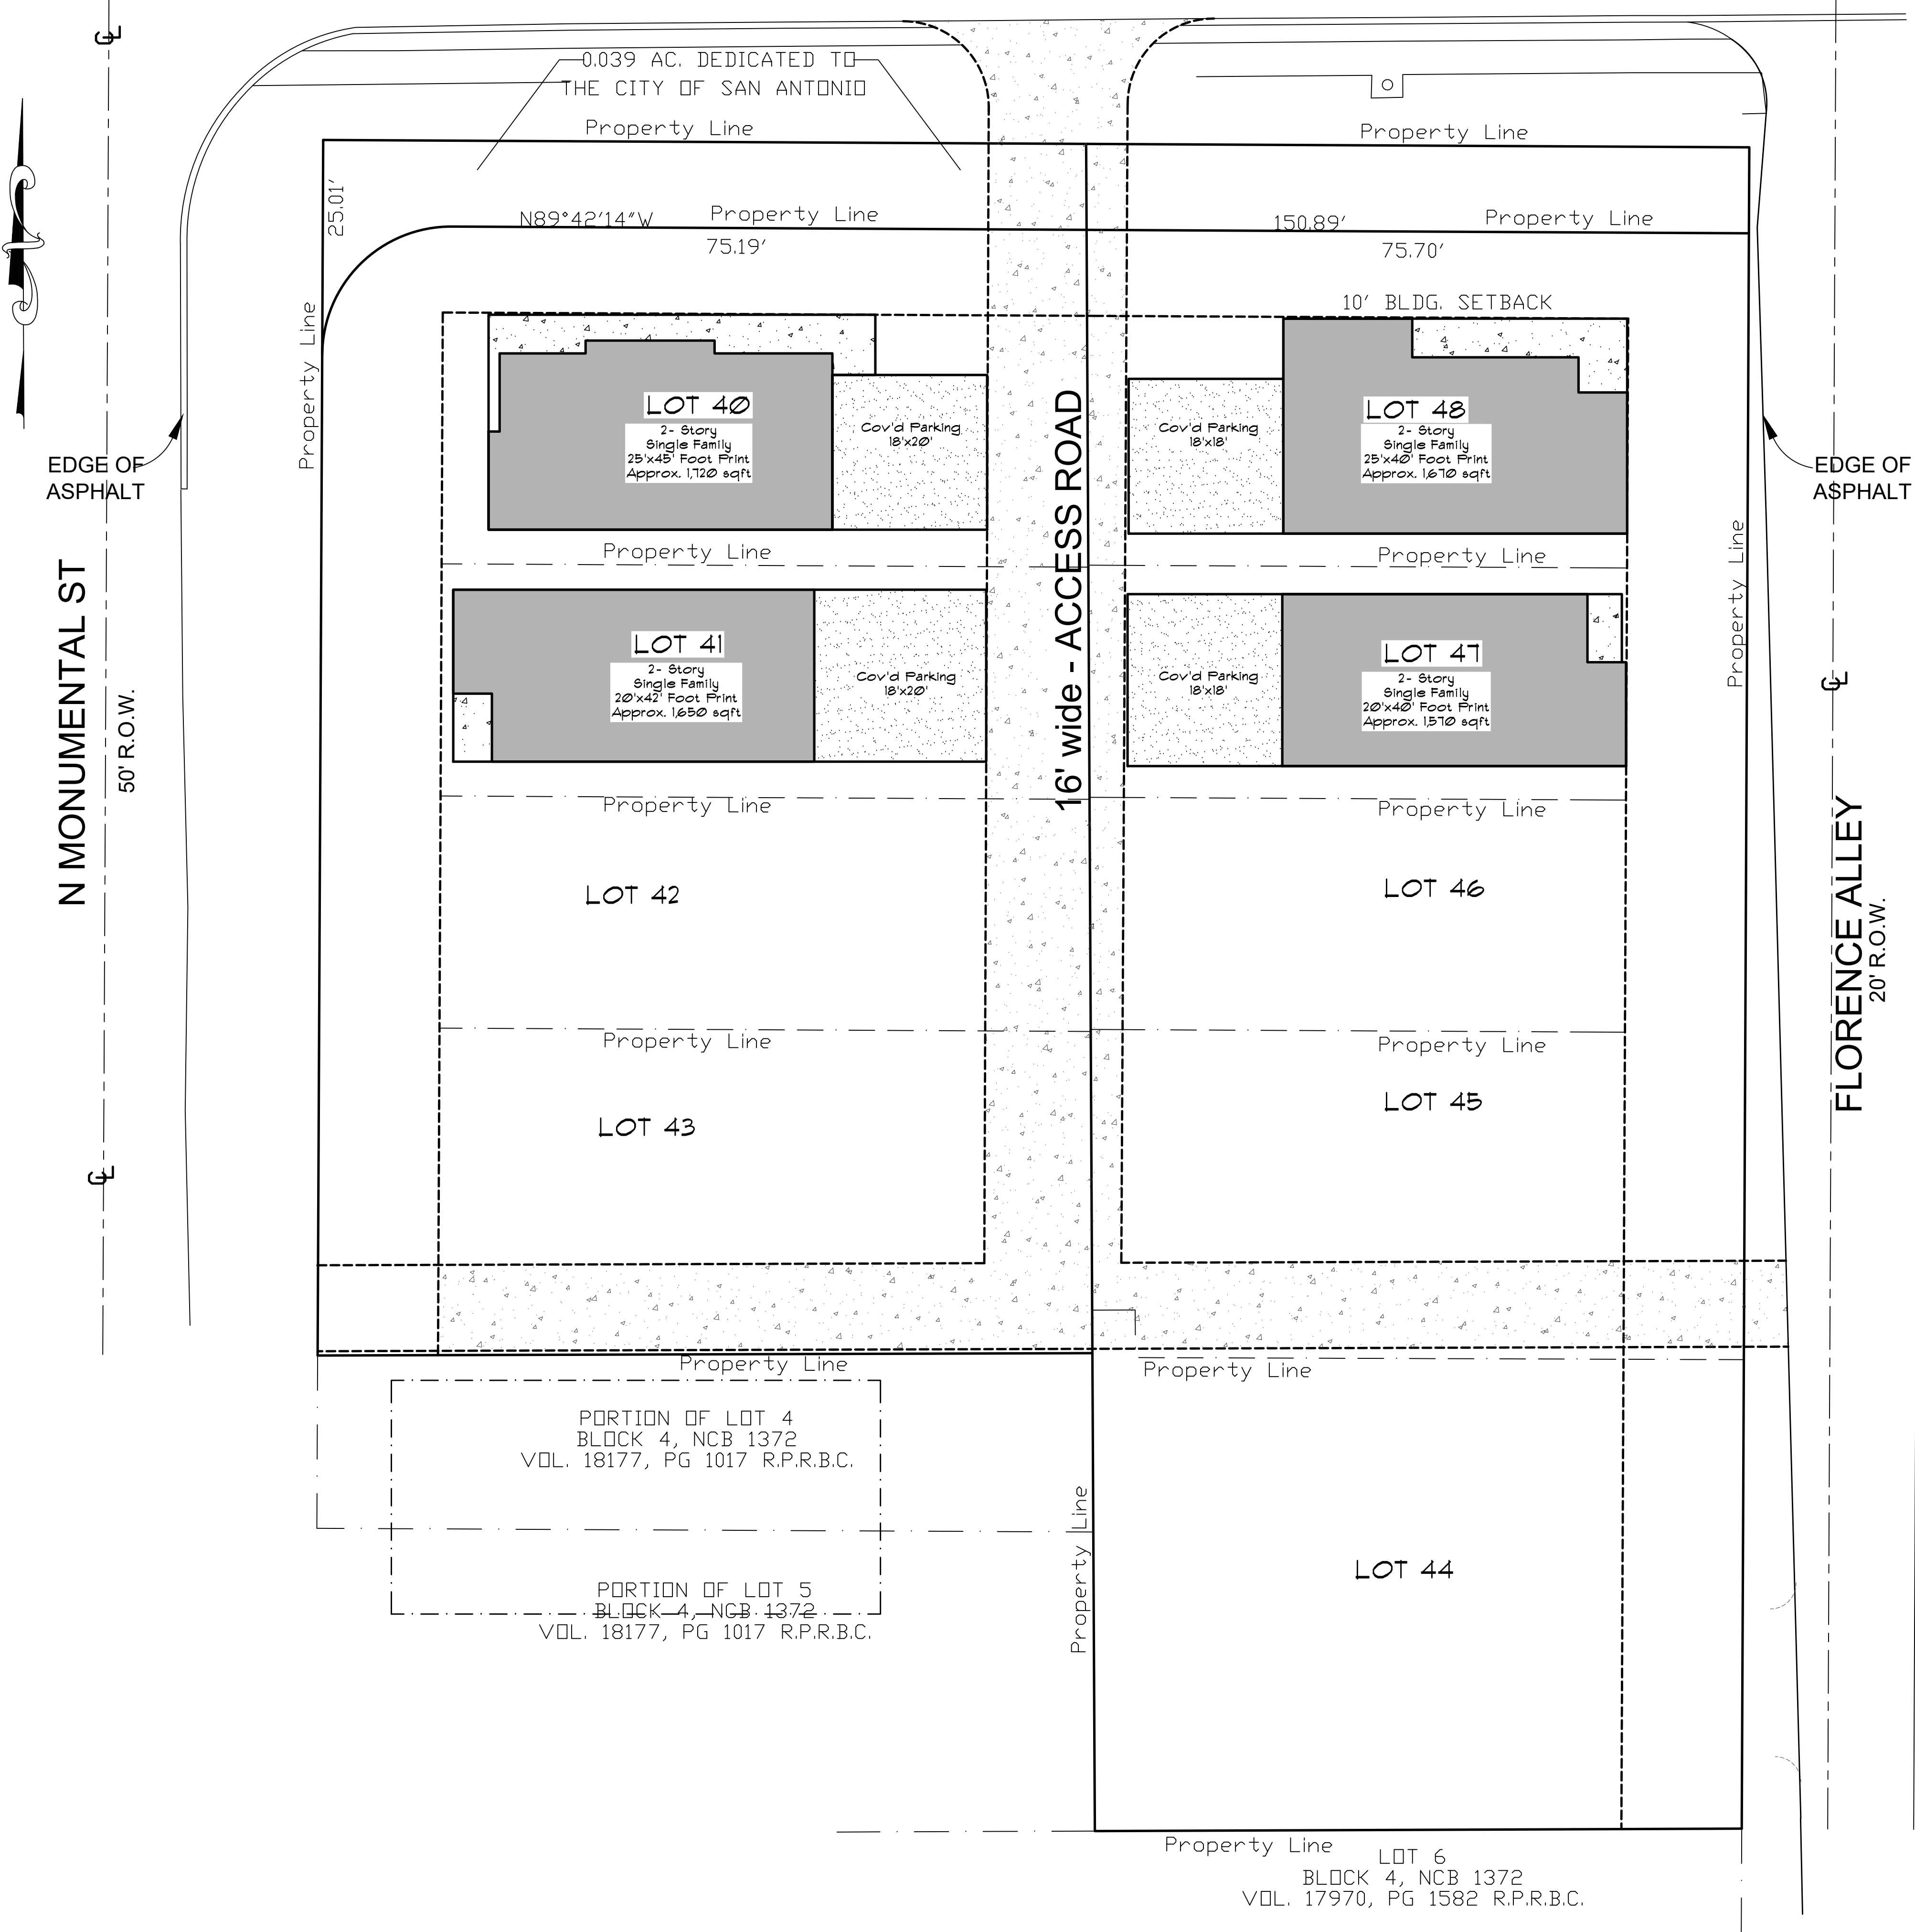 0.039 AC. DEDICATED TO
THE CITY OF SAN ANTONIO
Property Line
Property Line
25.01'
N89°42'14"W
Property Line
150.89'
Property Line
75.19'
75.70'
10' BLDG. SETBACK
Property Line
LOT 40
2- Story
Single Family
25'x45' Foot Print
Approx. 1,720 sqft
Cov'd Parking
18'x20'
16' wide - ACCESS ROAD
Cov'd Parking
18'x18'
LOT 48
2- Story
Single Family
25'x40' Foot Print
Approx. 1,670 sqft
EDGE OF
ASPHALT
EDGE OF
ASPHALT
Property Line
Property Line
Property Line
N MONUMENTAL ST
50' R.O.W.
LOT 41
2- Story
Single Family
20'x42' Foot Print
Approx. 1,650 sqft
Cov'd Parking
18'x20'
Cov'd Parking
18'x18'
LOT 47
2- Story
Single Family
20'x40' Foot Print
Approx. 1,570 sqft
Property Line
Property Line
FLORENCE ALLEY
20' R.O.W.
LOT 42
LOT 46
Property Line
Property Line
LOT 43
LOT 45
Property Line
Property Line
PORTION OF LOT 4
BLOCK 4, NCB 1372
VOL. 18177, PG 1017 R.P.R.B.C.
Property Line
PORTION OF LOT 5
BLOCK 4, NCB 1372
VOL. 18177, PG 1017 R.P.R.B.C.
LOT 44
Property Line
LOT 6
BLOCK 4, NCB 1372
VOL. 17970, PG 1582 R.P.R.B.C.